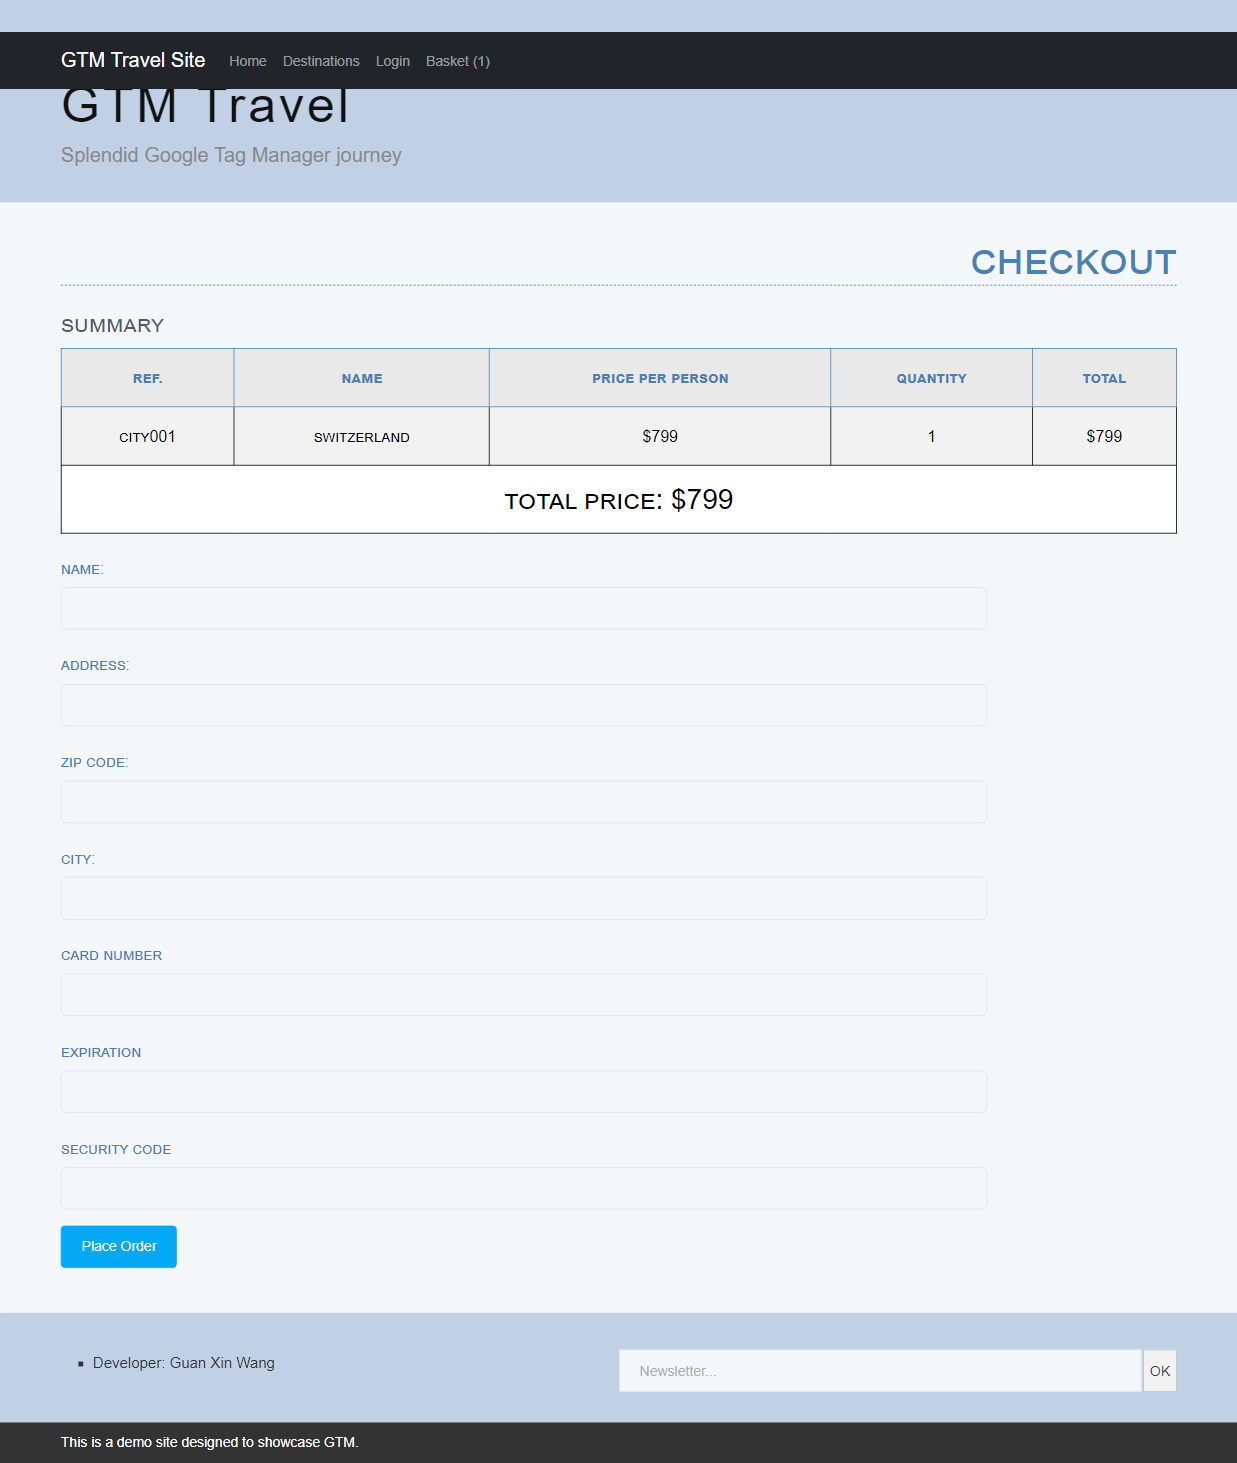 GTM Travel Site Home Destinations Login Basket (1)
GTM Travel
Splendid Google Tag Manager journey
CHECKOUT
SUMMARY
REF. NAME PRICE PER PERSON QUANTITY TOTAL
CITY001 SWITZERLAND $799 1 $799
TOTAL PRICE: $799
NAME:
ADDRESS:
ZIP CODE:
CITY:
CARD NUMBER
EXPIRATION
SECURITY CODE
Place Order
Developer: Guan Xin Wang
Newsletter... OK
This is a demo site designed to showcase GTM.